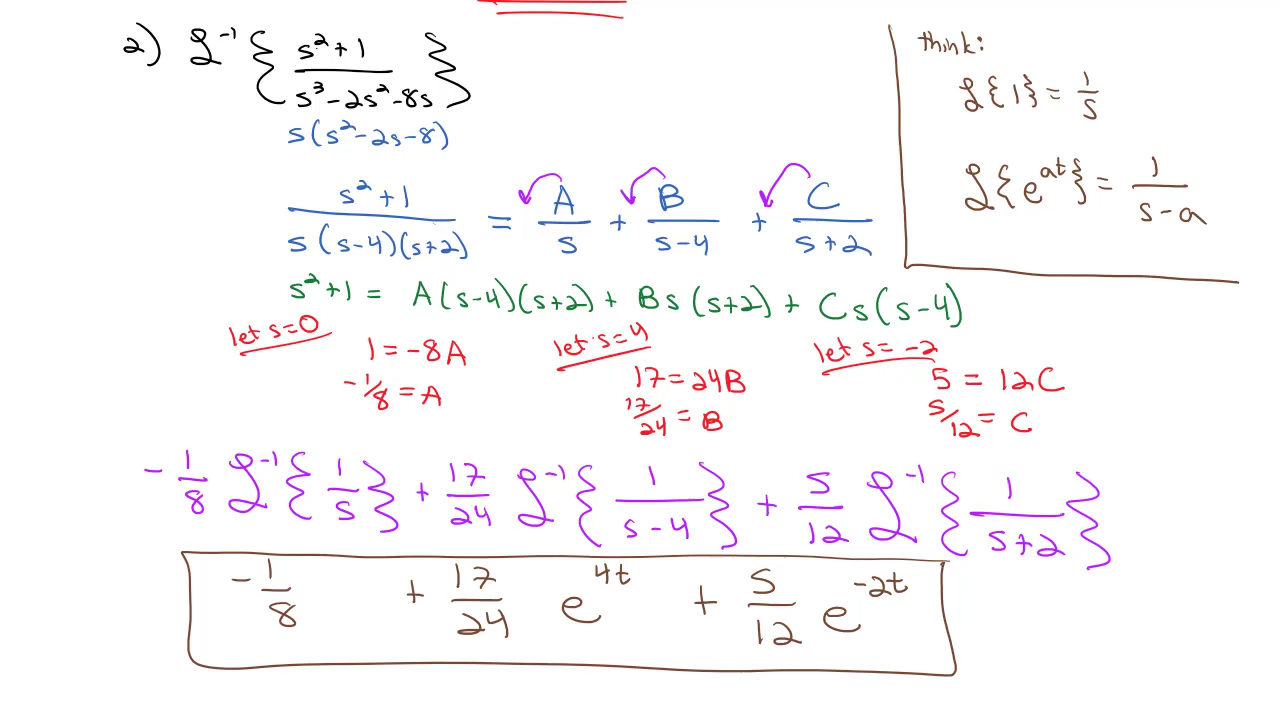 2) ℒ⁻¹ { (s²+1)/(s³-2s²-8s) }
s(s²-2s-8)
(s²+1)/(s(s-4)(s+2)) = A/s + B/(s-4) + C/(s+2)
s²+1 = A(s-4)(s+2) + Bs(s+2) + Cs(s-4)
let s=0
1 = -8A
-1/8 = A
let s=4
17 = 24B
17/24 = B
let s = -2
5 = 12C
5/12 = C
-1/8 ℒ⁻¹{1/s} + 17/24 ℒ⁻¹{1/(s-4)} + 5/12 ℒ⁻¹{1/(s+2)}
-1/8 + 17/24 e^(4t) + 5/12 e^(-2t)
think:
ℒ{1} = 1/s
ℒ{e^(at)} = 1/(s-a)